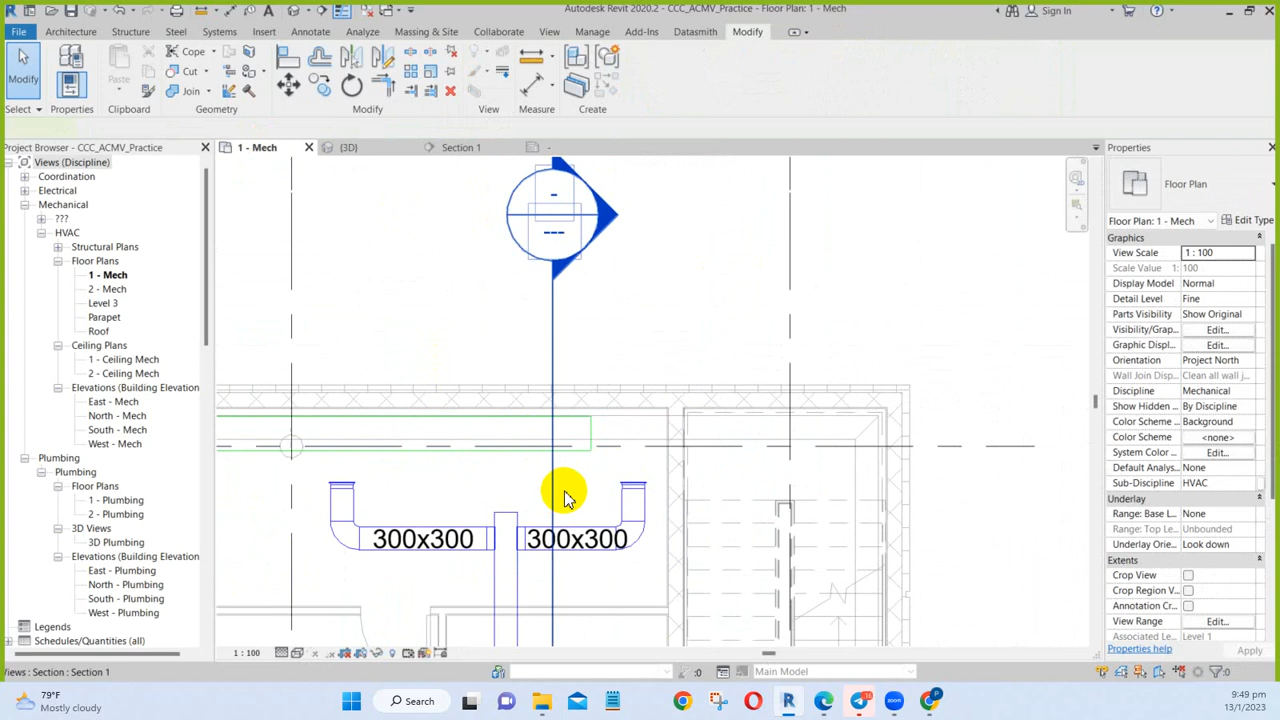 Autodesk Revit 2020.2 - CCC_ACMV_Practice - Floor Plan: 1 - Mech
Sign In
File Architecture Structure Steel Systems Insert Annotate Analyze Massing & Site Collaborate View Manage Add-Ins Datasmith Modify
Modify Paste Cope
Cut
Join
Select Properties Clipboard Geometry Modify View Measure Create
Project Browser - CCC_ACMV_Practice
1 - Mech {3D} Section 1 -
Properties
Views (Discipline)
Coordination
Electrical
Mechanical
???
HVAC
Structural Plans
Floor Plans
1 - Mech
2 - Mech
Level 3
Parapet
Roof
Ceiling Plans
1 - Ceiling Mech
2 - Ceiling Mech
Elevations (Building Elevation
East - Mech
North - Mech
South - Mech
West - Mech
Plumbing
Plumbing
Floor Plans
1 - Plumbing
2 - Plumbing
3D Views
3D Plumbing
Elevations (Building Elevation
East - Plumbing
North - Plumbing
South - Plumbing
West - Plumbing
Legends
Schedules/Quantities (all)
-
---
300x300 300x300
Floor Plan
Floor Plan: 1 - Mech Edit Type
Graphics
View Scale 1 : 100
Scale Value 1: 100
Display Model Normal
Detail Level Fine
Parts Visibility Show Original
Visibility/Grap... Edit...
Graphic Displ... Edit...
Orientation Project North
Wall Join Displ... Clean all wall j...
Discipline Mechanical
Show Hidden ... By Discipline
Color Scheme ... Background
Color Scheme <none>
System Color ... Edit...
Default Analys... None
Sub-Discipline HVAC
Underlay
Range: Base L... None
Range: Top Le... Unbounded
Underlay Orie... Look down
Extents
Crop View
Crop Region V...
Annotation Cr...
View Range Edit...
Associated Le... Level 1
Properties help Apply
1 : 100
Views : Section : Section 1
:0 Main Model :0
79°F
Mostly cloudy
Search
9:49 pm
13/1/2023